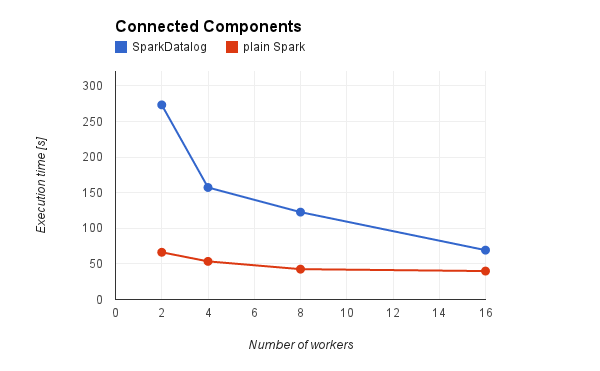 Connected Components
SparkDatalog plain Spark
300
250
200
150
100
50
0
Execution time [s]
0 2 4 6 8 10 12 14 16
Number of workers